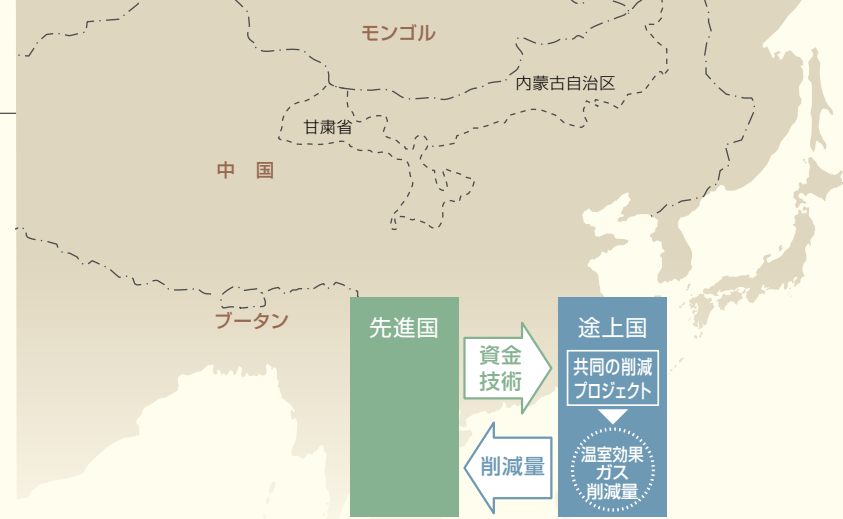 モンゴル
内蒙古自治区
甘粛省
中　国
ブータン
先進国
資金
技術
途上国
共同の削減
プロジェクト
削減量
温室効果
ガス
削減量